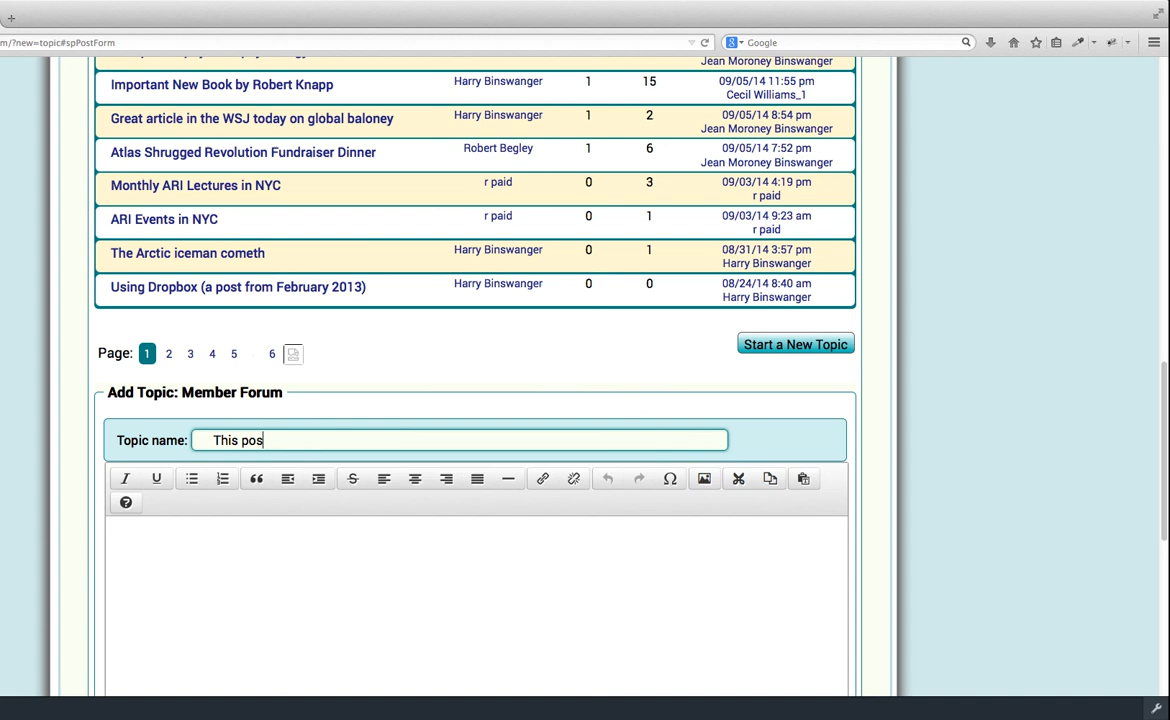 m/?new=topic#spPostForm
Google
Jean Moroney Binswanger
Important New Book by Robert Knapp Harry Binswanger 1 15 09/05/14 11:55 pm
Cecil Williams_1
Great article in the WSJ today on global baloney Harry Binswanger 1 2 09/05/14 8:54 pm
Jean Moroney Binswanger
Atlas Shrugged Revolution Fundraiser Dinner Robert Begley 1 6 09/05/14 7:52 pm
Jean Moroney Binswanger
Monthly ARI Lectures in NYC r paid 0 3 09/03/14 4:19 pm
r paid
ARI Events in NYC r paid 0 1 09/03/14 9:23 am
r paid
The Arctic iceman cometh Harry Binswanger 0 1 08/31/14 3:57 pm
Harry Binswanger
Using Dropbox (a post from February 2013) Harry Binswanger 0 0 08/24/14 8:40 am
Harry Binswanger
Page: 1 2 3 4 5 6
Start a New Topic
Add Topic: Member Forum
Topic name: This pos